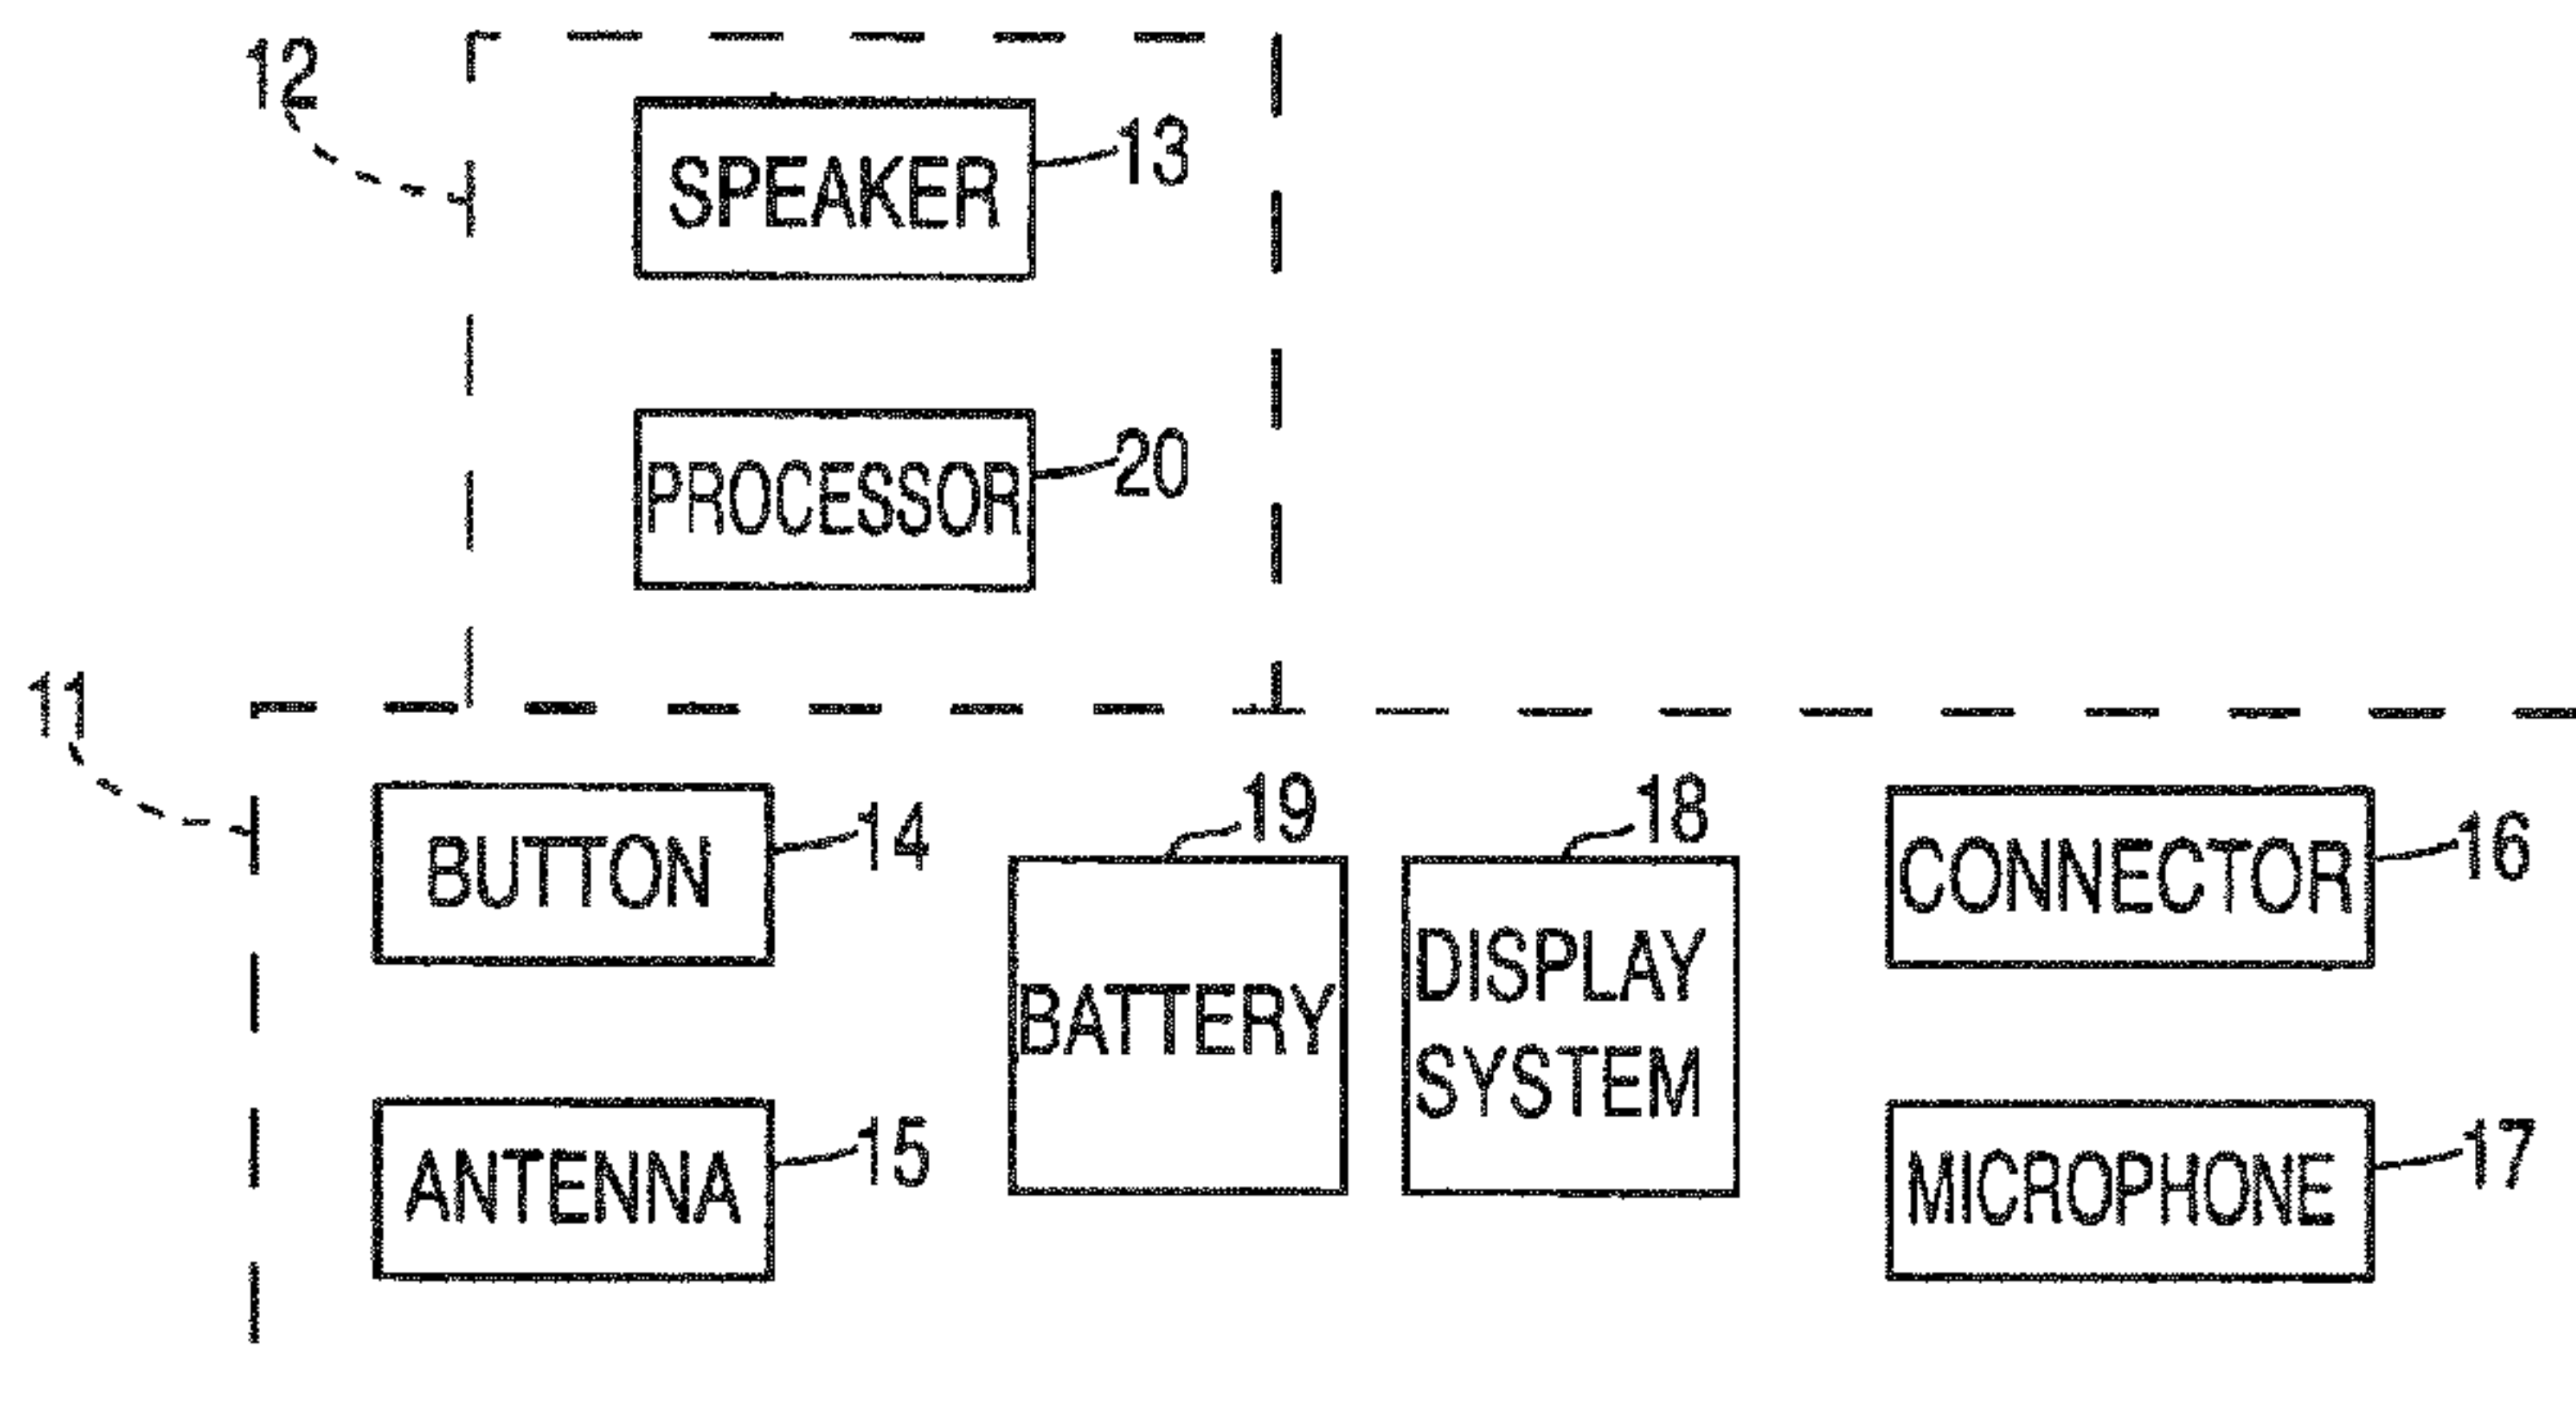 12
SPEAKER
13
PROCESSOR
20
11
BUTTON
14
BATTERY
19
DISPLAY
SYSTEM
18
CONNECTOR
16
ANTENNA
15
MICROPHONE
17